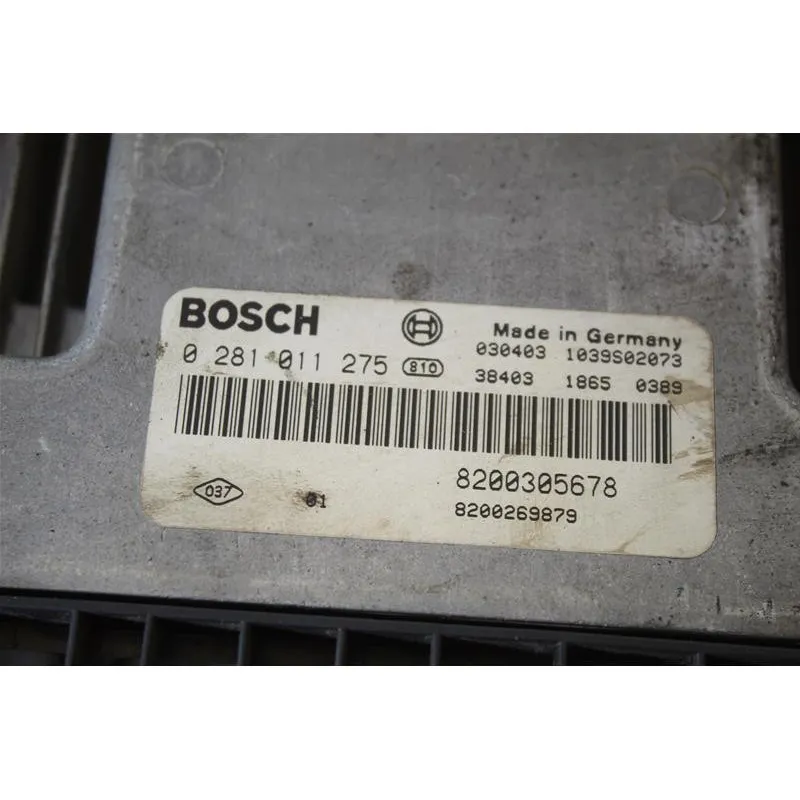 BOSCH
Made in Germany
0 281 011 275 810
030403 1039S02073
38403 1865 0389
037
01
8200305678
8200269879